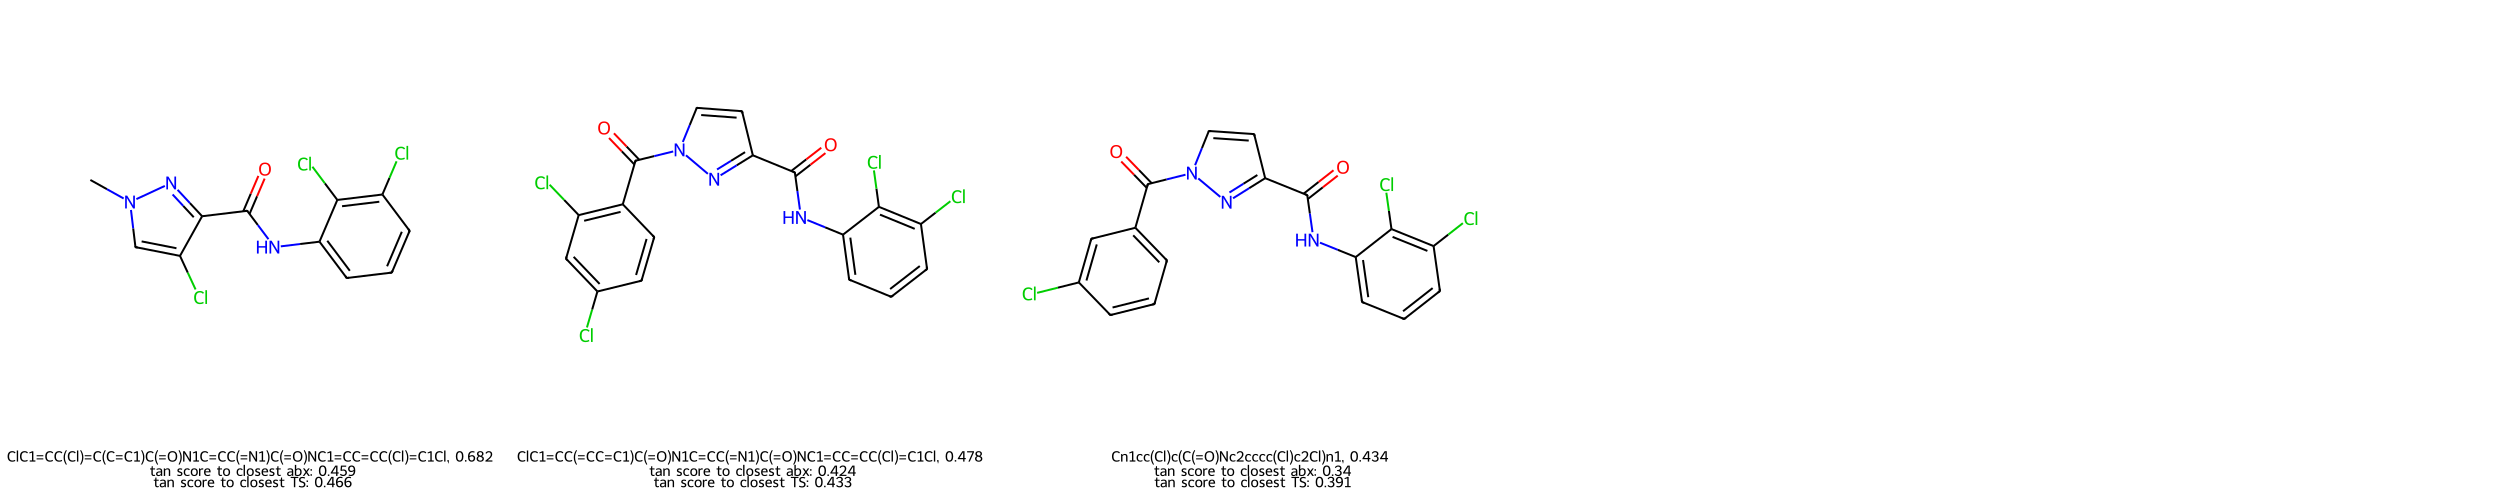 Cl
Cl
O
N
N
HN
Cl
O
N
N
O
Cl
Cl
Cl
HN
Cl
O
N
N
O
Cl
Cl
HN
Cl
ClC1=CC(Cl)=C(C=C1)C(=O)N1C=CC(=N1)C(=O)NC1=CC=CC(Cl)=C1Cl, 0.682
tan score to closest abx: 0.459
tan score to closest TS: 0.466
ClC1=CC(=CC=C1)C(=O)N1C=CC(=N1)C(=O)NC1=CC=CC(Cl)=C1Cl, 0.478
tan score to closest abx: 0.424
tan score to closest TS: 0.433
Cn1cc(Cl)c(C(=O)Nc2cccc(Cl)c2Cl)n1, 0.434
tan score to closest abx: 0.34
tan score to closest TS: 0.391